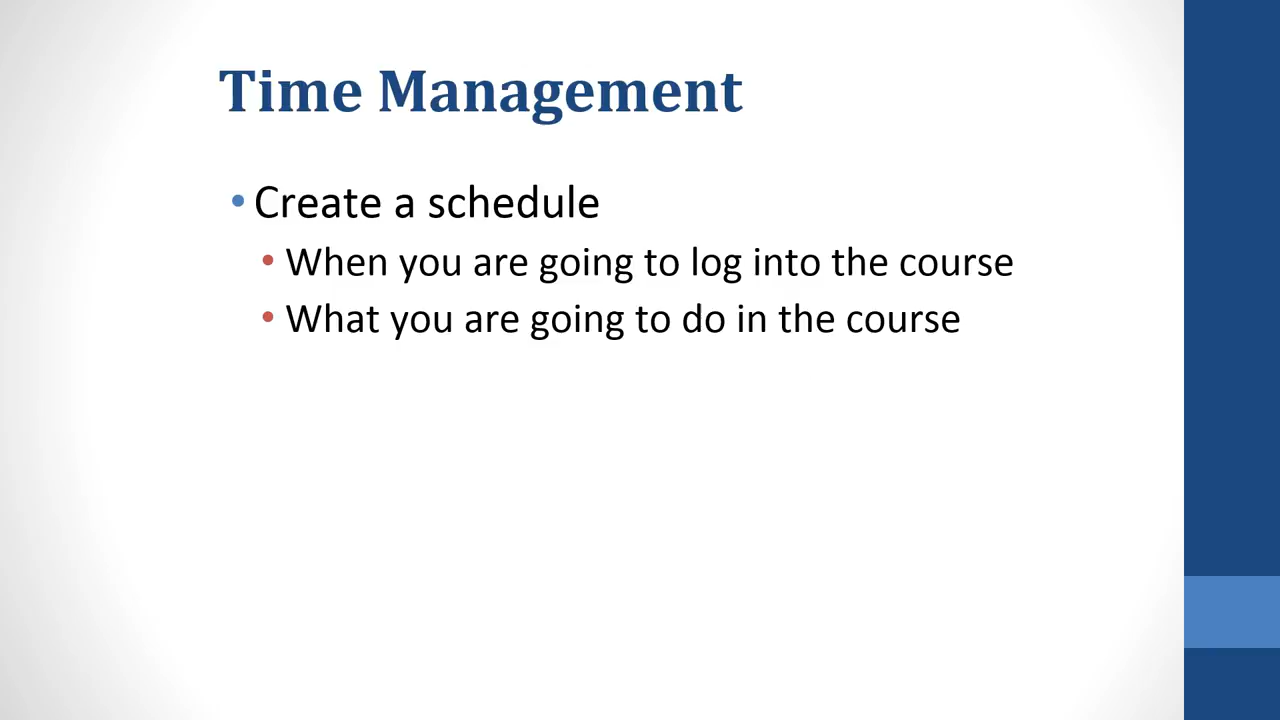 Time Management
• Create a schedule
• When you are going to log into the course
• What you are going to do in the course